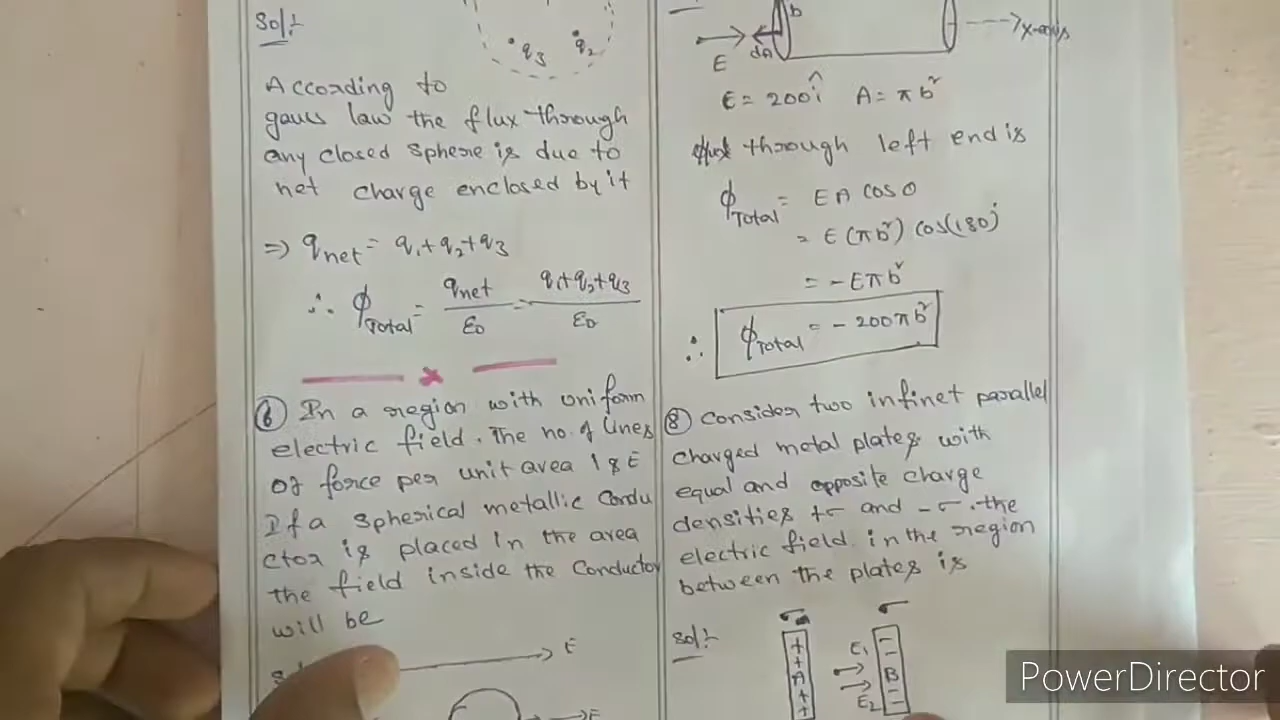 Sol:-
q3 q2
According to
gaus law the flux through
any closed sphere is due to
net charge enclosed by it
⇒ qnet = q1+q2+q3
∴ ϕTotal = qnet/ε0 = q1+q2+q3/ε0
⑥ In a region with uniform
electric field. The no. of lines
of force per unit area is E
If a spherical metallic condu
ctor is placed in the area
the field inside the conductor
will be
E
E
b
E dA x-axis
E = 200î A = πb²
through left end is
ϕTotal = EA cosθ
= E(πb²) cos(180°)
= -Eπb²
∴ ϕTotal = -200πb²
⑧ Consider two infinet parallel
charged metal plates with
equal and opposite charge
densities +σ and -σ. the
electric field in the region
between the plates is
Sol:-
σ σ
+ + A + +
E1
E2
- - B - -
PowerDirector